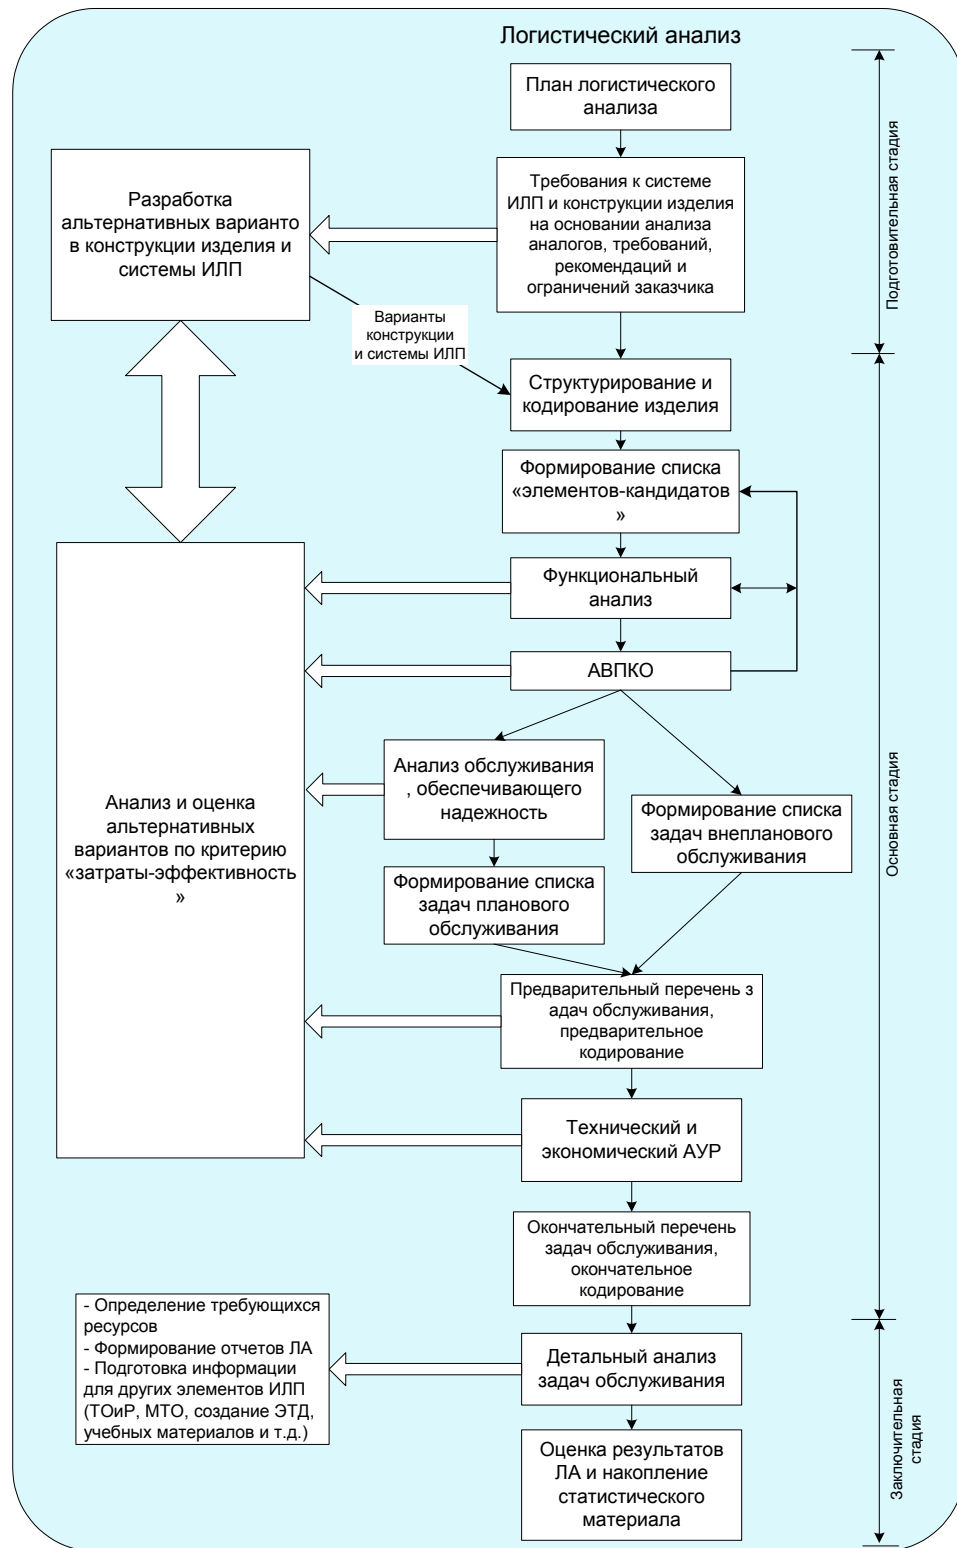 Логистический анализ
План логистического
анализа
Подготовительная стадия
Требования к системе
ИЛП и конструкции изделия
на основании анализа
аналогов, требований,
рекомендаций и
ограничений заказчика
Разработка
альтернативных варианто
в конструкции изделия и
системы ИЛП
Варианты
конструкции
и системы ИЛП
Структурирование и
кодирование изделия
Формирование списка
«элементов-кандидатов
»
Функциональный
анализ
АВПКО
Анализ обслуживания
, обеспечивающего
надежность
Формирование списка
задач внепланового
обслуживания
Основная стадия
Анализ и оценка
альтернативных
вариантов по критерию
«затраты-эффективность
»
Формирование списка
задач планового
обслуживания
Предварительный перечень з
адач обслуживания,
предварительное
кодирование
Технический и
экономический АУР
Окончательный перечень
задач обслуживания,
окончательное
кодирование
- Определение требующихся
ресурсов
- Формирование отчетов ЛА
- Подготовка информации
для других элементов ИЛП
(ТОиР, МТО, создание ЭТД,
учебных материалов и т.д.)
Детальный анализ
задач обслуживания
Заключительная
стадия
Оценка результатов
ЛА и накопление
статистического
материала